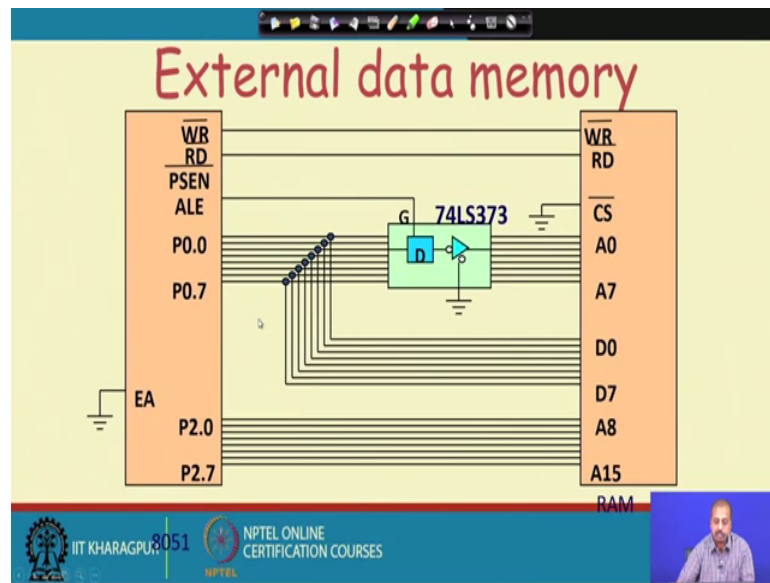 External data memory
WR
RD
PSEN
ALE
P0.0
P0.7
EA
P2.0
P2.7
G
74LS373
D
WR
RD
CS
A0
A7
D0
D7
A8
A15
RAM
IIT KHARAGPUR
8051
NPTEL
NPTEL ONLINE
CERTIFICATION COURSES